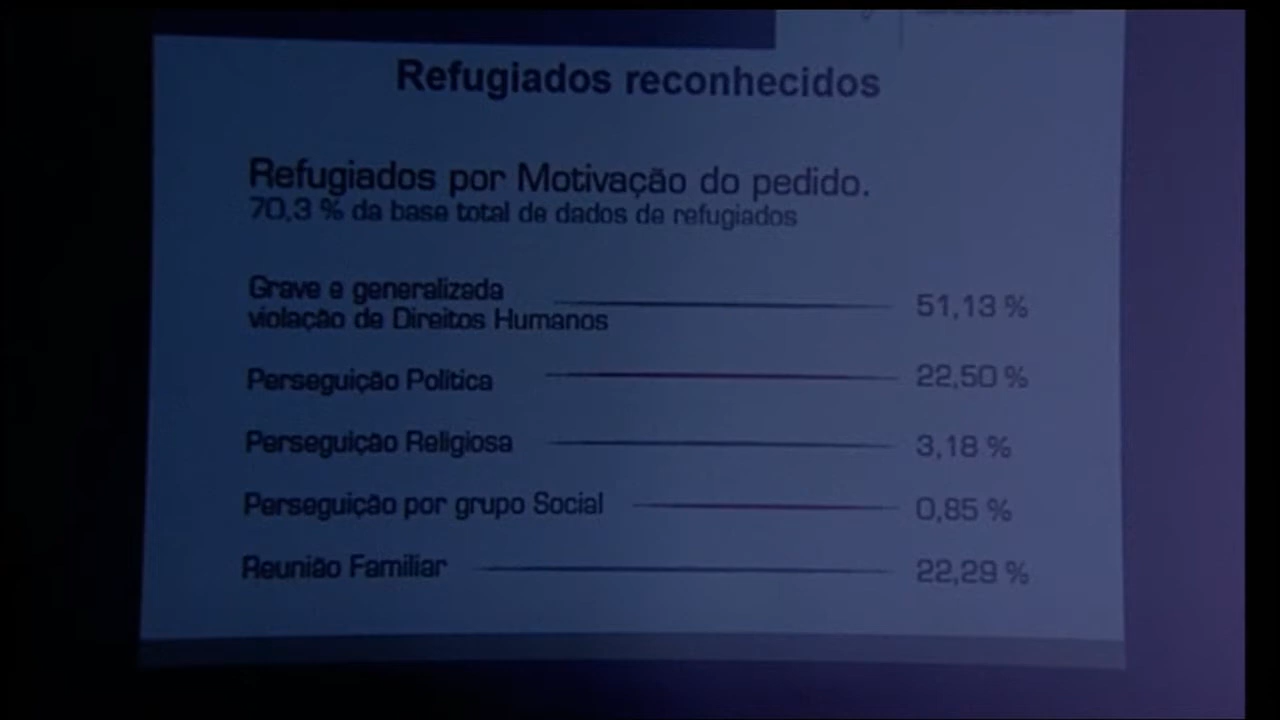 Refugiados reconhecidos
Refugiados por Motivação do pedido.
70,3 % da base total de dados de refugiados
Grave e generalizada
violação de Direitos Humanos
51,13 %
Perseguição Política
22,50 %
Perseguição Religiosa
3,18 %
Perseguição por grupo Social
0,85 %
Reunião Familiar
22,29 %